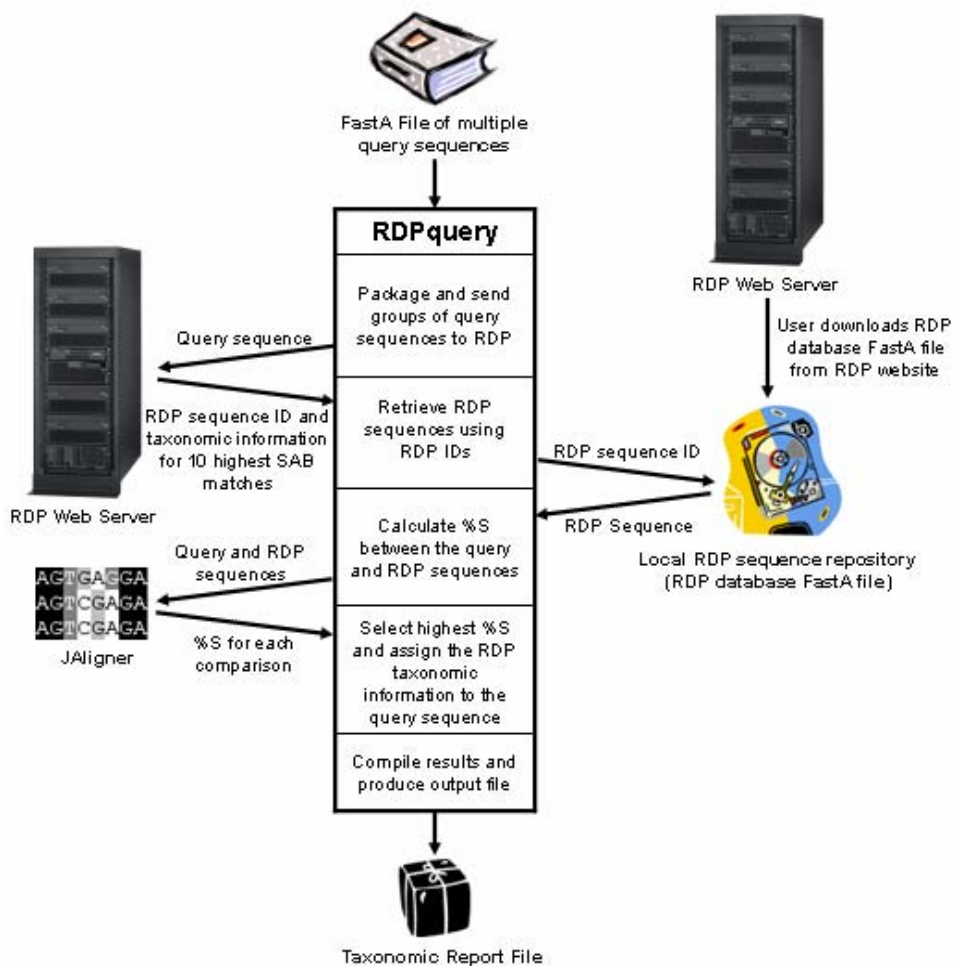 FastA File of multiple
query sequences
RDPquery
Package and send
groups of query
sequences to RDP
Retrieve RDP
sequences using
RDP IDs
Calculate %S
between the
query and RDP
sequences
Select highest %S
and assign the RDP
taxonomic
information to the
query sequence
Compile results and
produce output file
Taxonomic Report File
Query sequence
RDP sequence ID and
taxonomic information
for 10 highest SAB
matches
RDP Web Server
Query and RDP
sequences
AGTGAGGA
AGTCGAGA
AGTCGAGA
JAligner
%S for each
comparison
RDP Web Server
User downloads RDP
database FastA file
from RDP website
RDP sequence ID
RDP Sequence
Local RDP sequence repository
(RDP database FastA file)